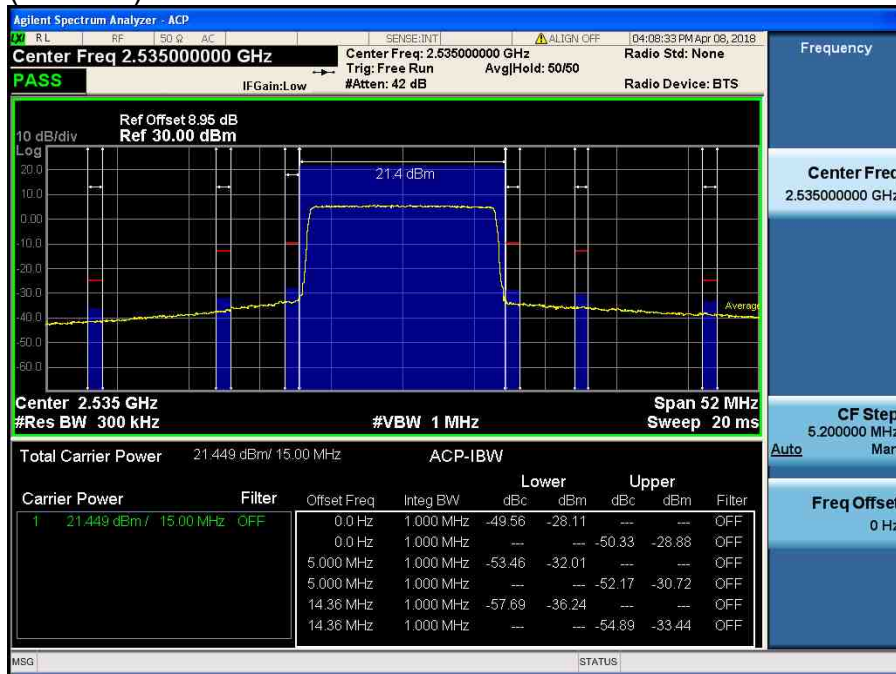 Agilent Spectrum Analyzer - ACP
LXI RL RF 50 Ω AC SENSE:INT ALIGN OFF 04:08:33 PM Apr 08, 2018
Center Freq 2.535000000 GHz Center Freq: 2.535000000 GHz Radio Std: None
Trig: Free Run Avg|Hold: 50/50
PASS IFGain:Low #Atten: 42 dB Radio Device: BTS
Frequency
Ref Offset 8.95 dB
10 dB/div Ref 30.00 dBm
Log
20.0
10.0
0.00
-10.0
-20.0
-30.0
-40.0
-50.0
-60.0
21.4 dBm
Average
Center 2.535 GHz Span 52 MHz
#Res BW 300 kHz #VBW 1 MHz Sweep 20 ms
Total Carrier Power 21.449 dBm/ 15.00 MHz ACP-IBW
Lower Upper
Carrier Power Filter Offset Freq Integ BW dBc dBm dBc dBm Filter
1 21.449 dBm / 15.00 MHz OFF 0.0 Hz 1.000 MHz -49.56 -28.11 --- --- OFF
0.0 Hz 1.000 MHz --- --- -50.33 -28.88 OFF
5.000 MHz 1.000 MHz -53.46 -32.01 --- --- OFF
5.000 MHz 1.000 MHz --- --- -52.17 -30.72 OFF
14.36 MHz 1.000 MHz -57.69 -36.24 --- --- OFF
14.36 MHz 1.000 MHz --- --- -54.89 -33.44 OFF
Center Freq
2.535000000 GHz
CF Step
5.200000 MHz
Auto Man
Freq Offset
0 Hz
MSG STATUS